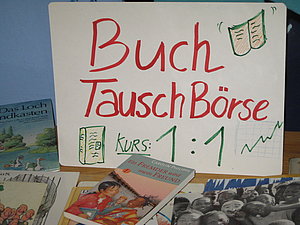 Buch
TauschBörse
KURS: 1:1
Das Loch